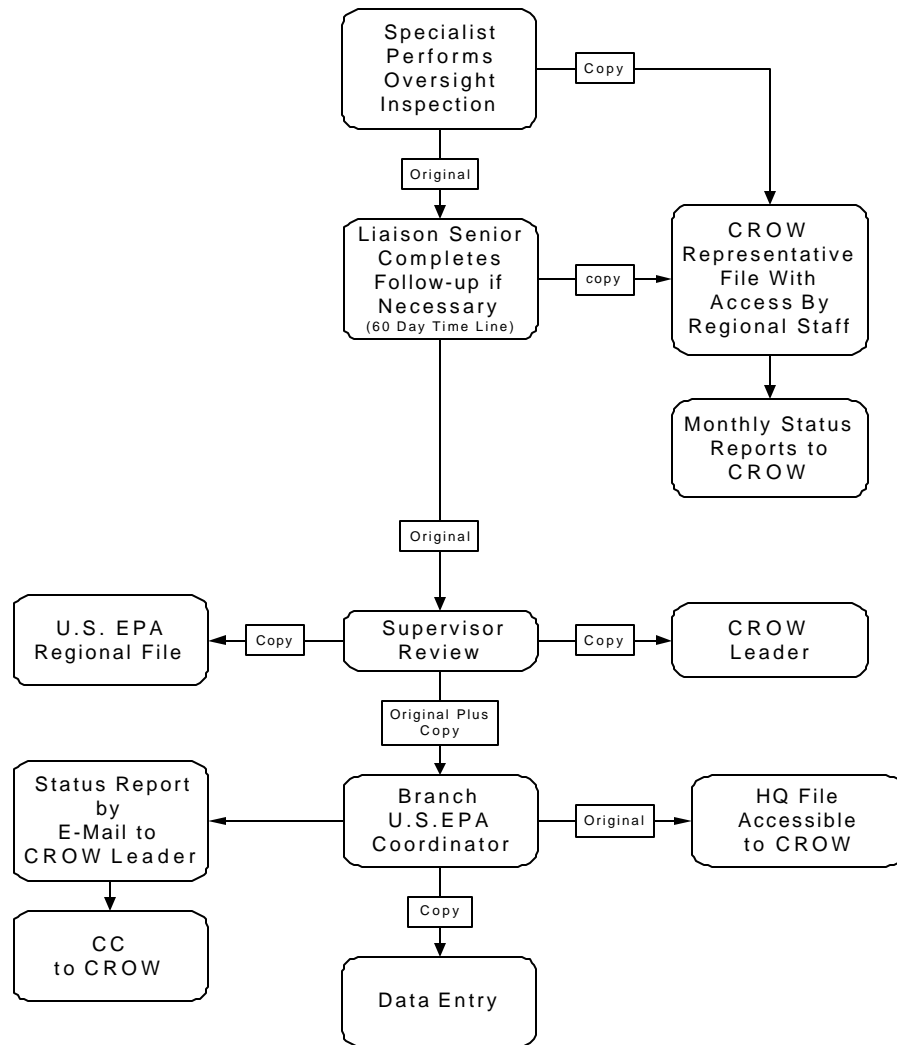 Specialist
Performs
Oversight
Inspection
Copy
Original
Liaison Senior
Completes
Follow-up if
Necessary
(60 Day Time Line)
copy
CROW
Representative
File With
Access By
Regional Staff
Monthly Status
Reports to
CROW
Original
U.S. EPA
Regional File
Copy
Supervisor
Review
Copy
CROW
Leader
Original Plus
Copy
Status Report
by
E-Mail to
CROW Leader
Branch
U.S.EPA
Coordinator
Original
HQ File
Accessible
to CROW
Copy
CC
to CROW
Data Entry